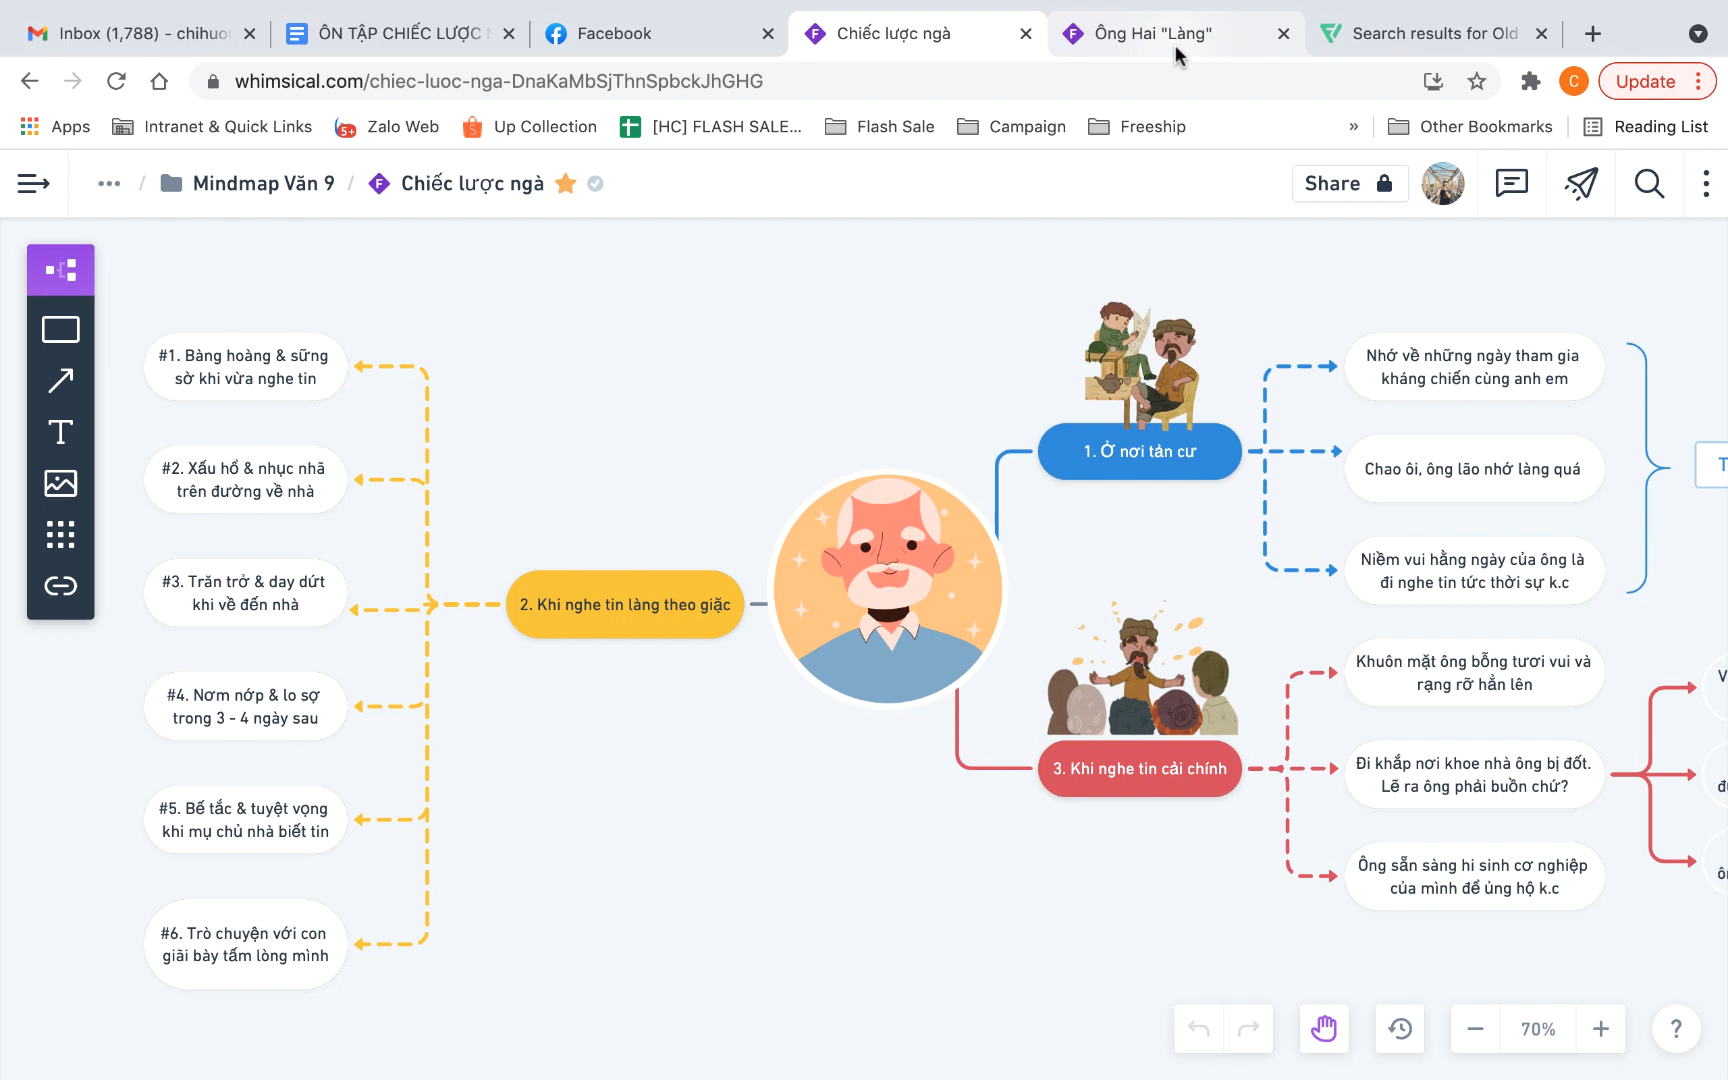 Inbox (1,788) - chihuo
ÔN TẬP CHIẾC LƯỢC
Facebook
Chiếc lược ngà
Ông Hai "Làng"
Search results for Old
whimsical.com/chiec-luoc-nga-DnaKaMbSjThnSpbckJhGHG
C
Update
Apps
Intranet & Quick Links
5+
Zalo Web
Up Collection
[HC] FLASH SALE...
Flash Sale
Campaign
Freeship
»
Other Bookmarks
Reading List
Mindmap Văn 9
/
Chiếc lược ngà
Share
#1. Bàng hoàng & sững
sờ khi vừa nghe tin
#2. Xấu hổ & nhục nhã
trên đường về nhà
#3. Trăn trở & day dứt
khi về đến nhà
#4. Nơm nớp & lo sợ
trong 3 - 4 ngày sau
#5. Bế tắc & tuyệt vọng
khi mụ chủ nhà biết tin
#6. Trò chuyện với con
giãi bày tấm lòng mình
2. Khi nghe tin làng theo giặc
1. Ở nơi tản cư
Nhớ về những ngày tham gia
kháng chiến cùng anh em
Chao ôi, ông lão nhớ làng quá
Niềm vui hằng ngày của ông là
đi nghe tin tức thời sự k.c
T
3. Khi nghe tin cải chính
Khuôn mặt ông bỗng tươi vui và
rạng rỡ hẳn lên
Đi khắp nơi khoe nhà ông bị đốt.
Lẽ ra ông phải buồn chứ?
Ông sẵn sàng hi sinh cơ nghiệp
của mình để ủng hộ k.c
V
70%
?